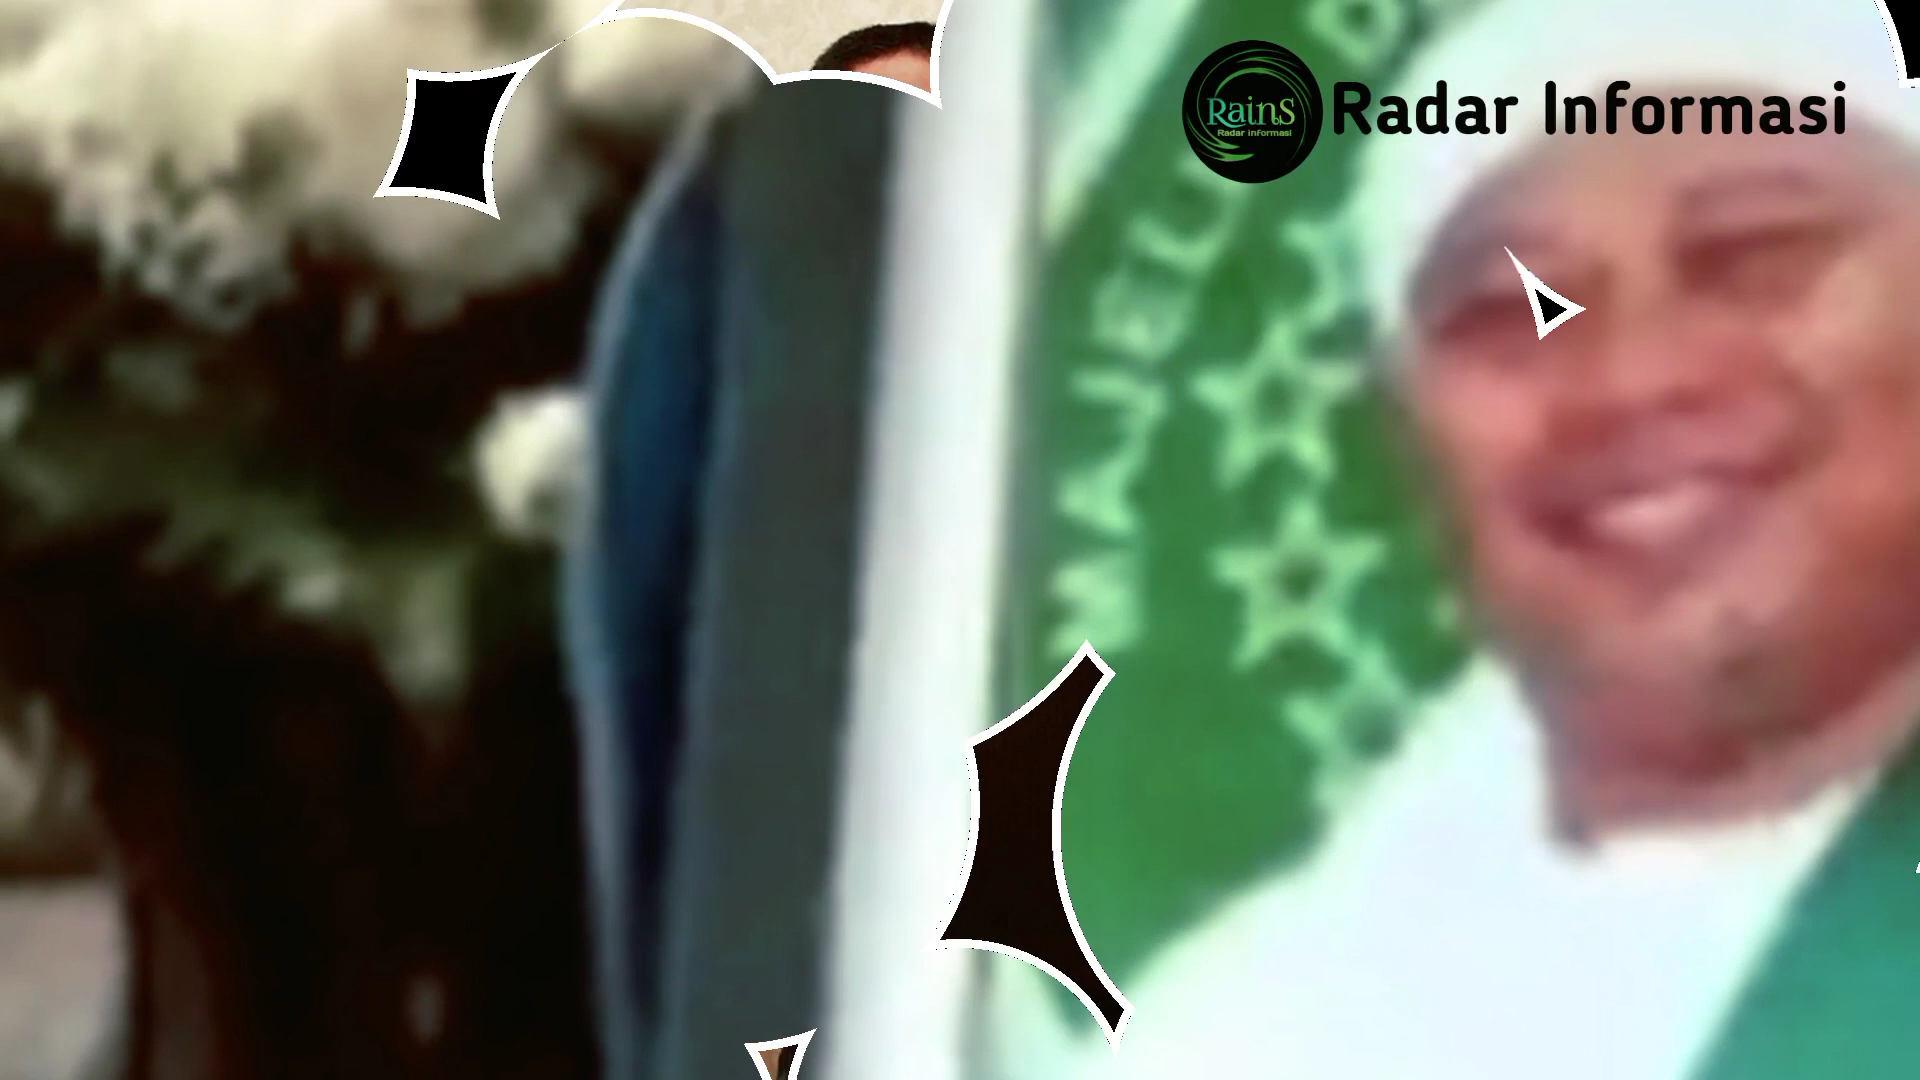 RainS
Radar informasi
Radar Informasi
MAJELIS D